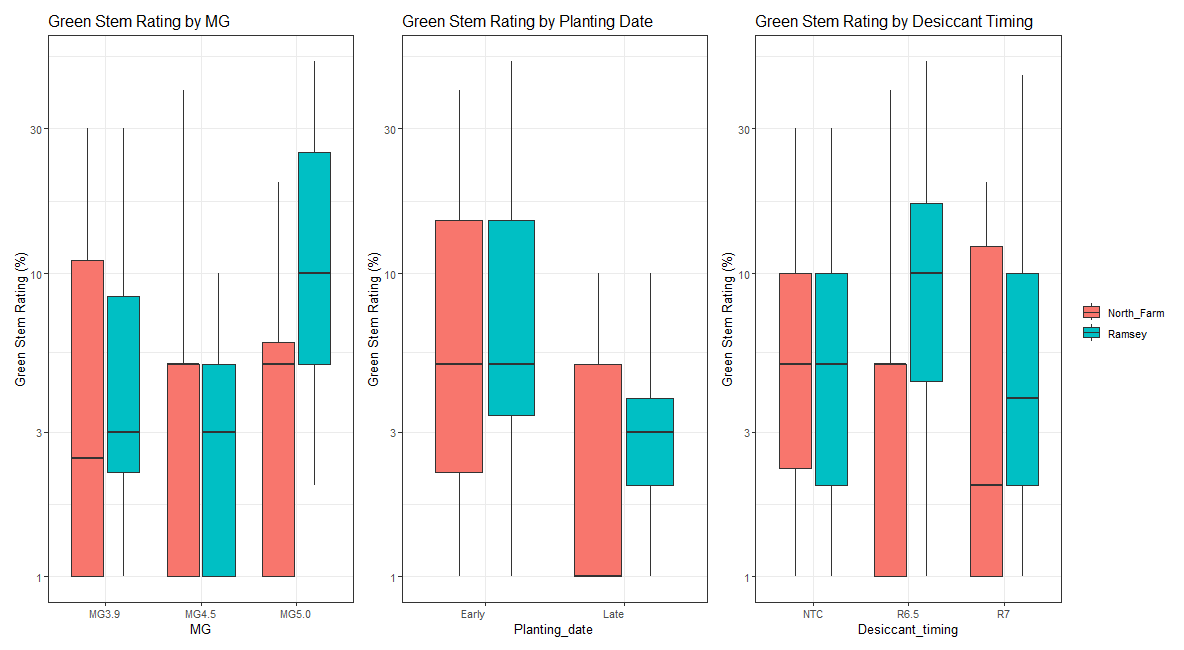 Green Stem Rating by MG
Green Stem Rating (%)
30
10
3
1
MG3.9 MG4.5 MG5.0
MG
Green Stem Rating by Planting Date
Green Stem Rating (%)
30
10
3
1
Early Late
Planting_date
Green Stem Rating by Desiccant Timing
Green Stem Rating (%)
30
10
3
1
NTC R6.5 R7
Desiccant_timing
North_Farm
Ramsey